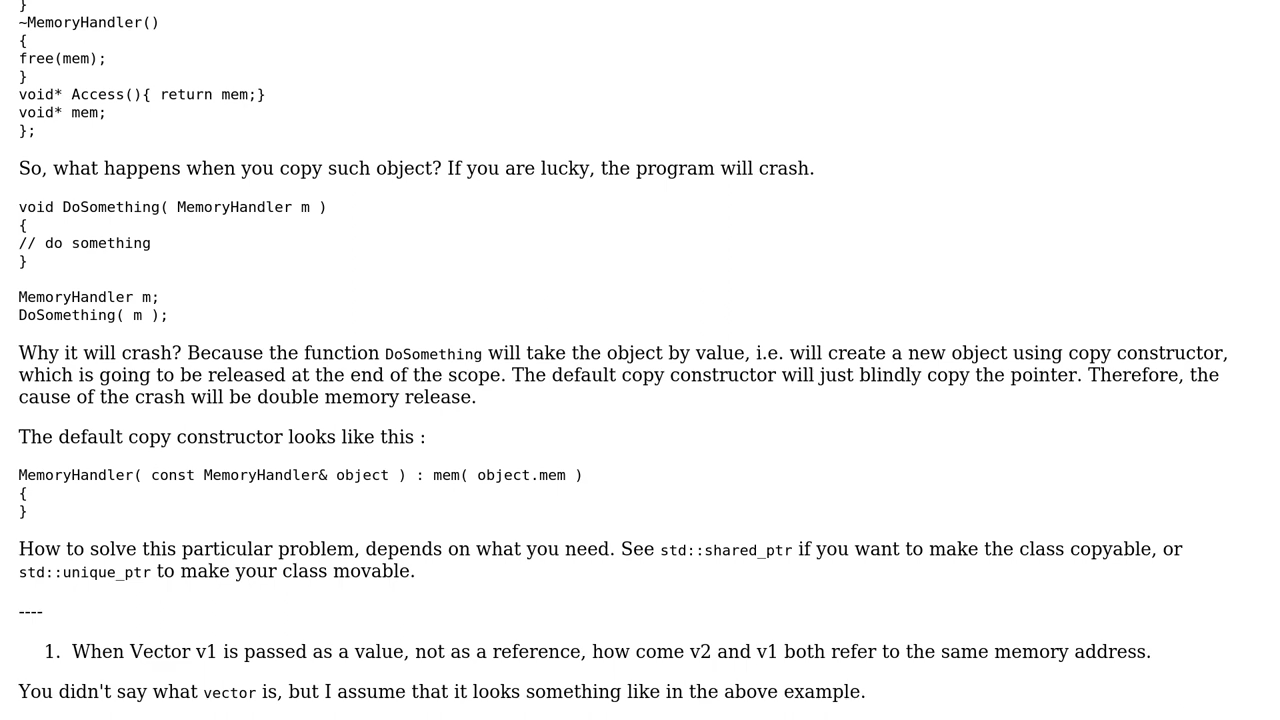 }
~MemoryHandler()
{
free(mem);
}
void* Access(){ return mem;}
void* mem;
};
So, what happens when you copy such object? If you are lucky, the program will crash.
void DoSomething( MemoryHandler m )
{
// do something
}
MemoryHandler m;
DoSomething( m );
Why it will crash? Because the function DoSomething will take the object by value, i.e. will create a new object using copy constructor,
which is going to be released at the end of the scope. The default copy constructor will just blindly copy the pointer. Therefore, the
cause of the crash will be double memory release.
The default copy constructor looks like this :
MemoryHandler( const MemoryHandler& object ) : mem( object.mem )
{
}
How to solve this particular problem, depends on what you need. See std::shared_ptr if you want to make the class copyable, or
std::unique_ptr to make your class movable.
----
1. When Vector v1 is passed as a value, not as a reference, how come v2 and v1 both refer to the same memory address.
You didn't say what vector is, but I assume that it looks something like in the above example.